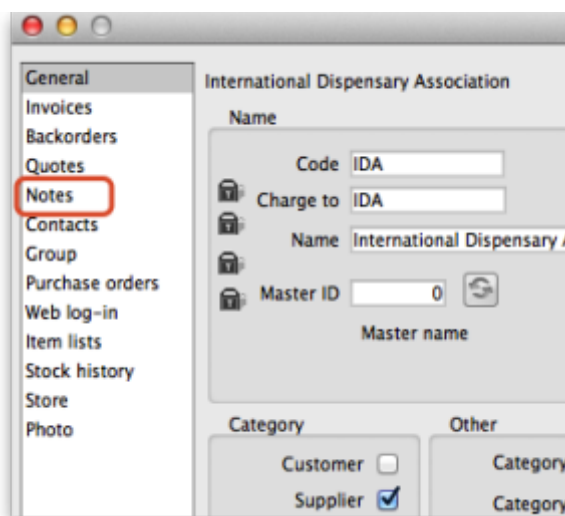 General
Invoices
Backorders
Quotes
Notes
Contacts
Group
Purchase orders
Web log-in
Item lists
Stock history
Store
Photo
International Dispensary Association
Name
Code IDA
Charge to IDA
Name International Dispensary
Master ID 0
Master name
Category
Customer
Supplier
Other
Category
Category